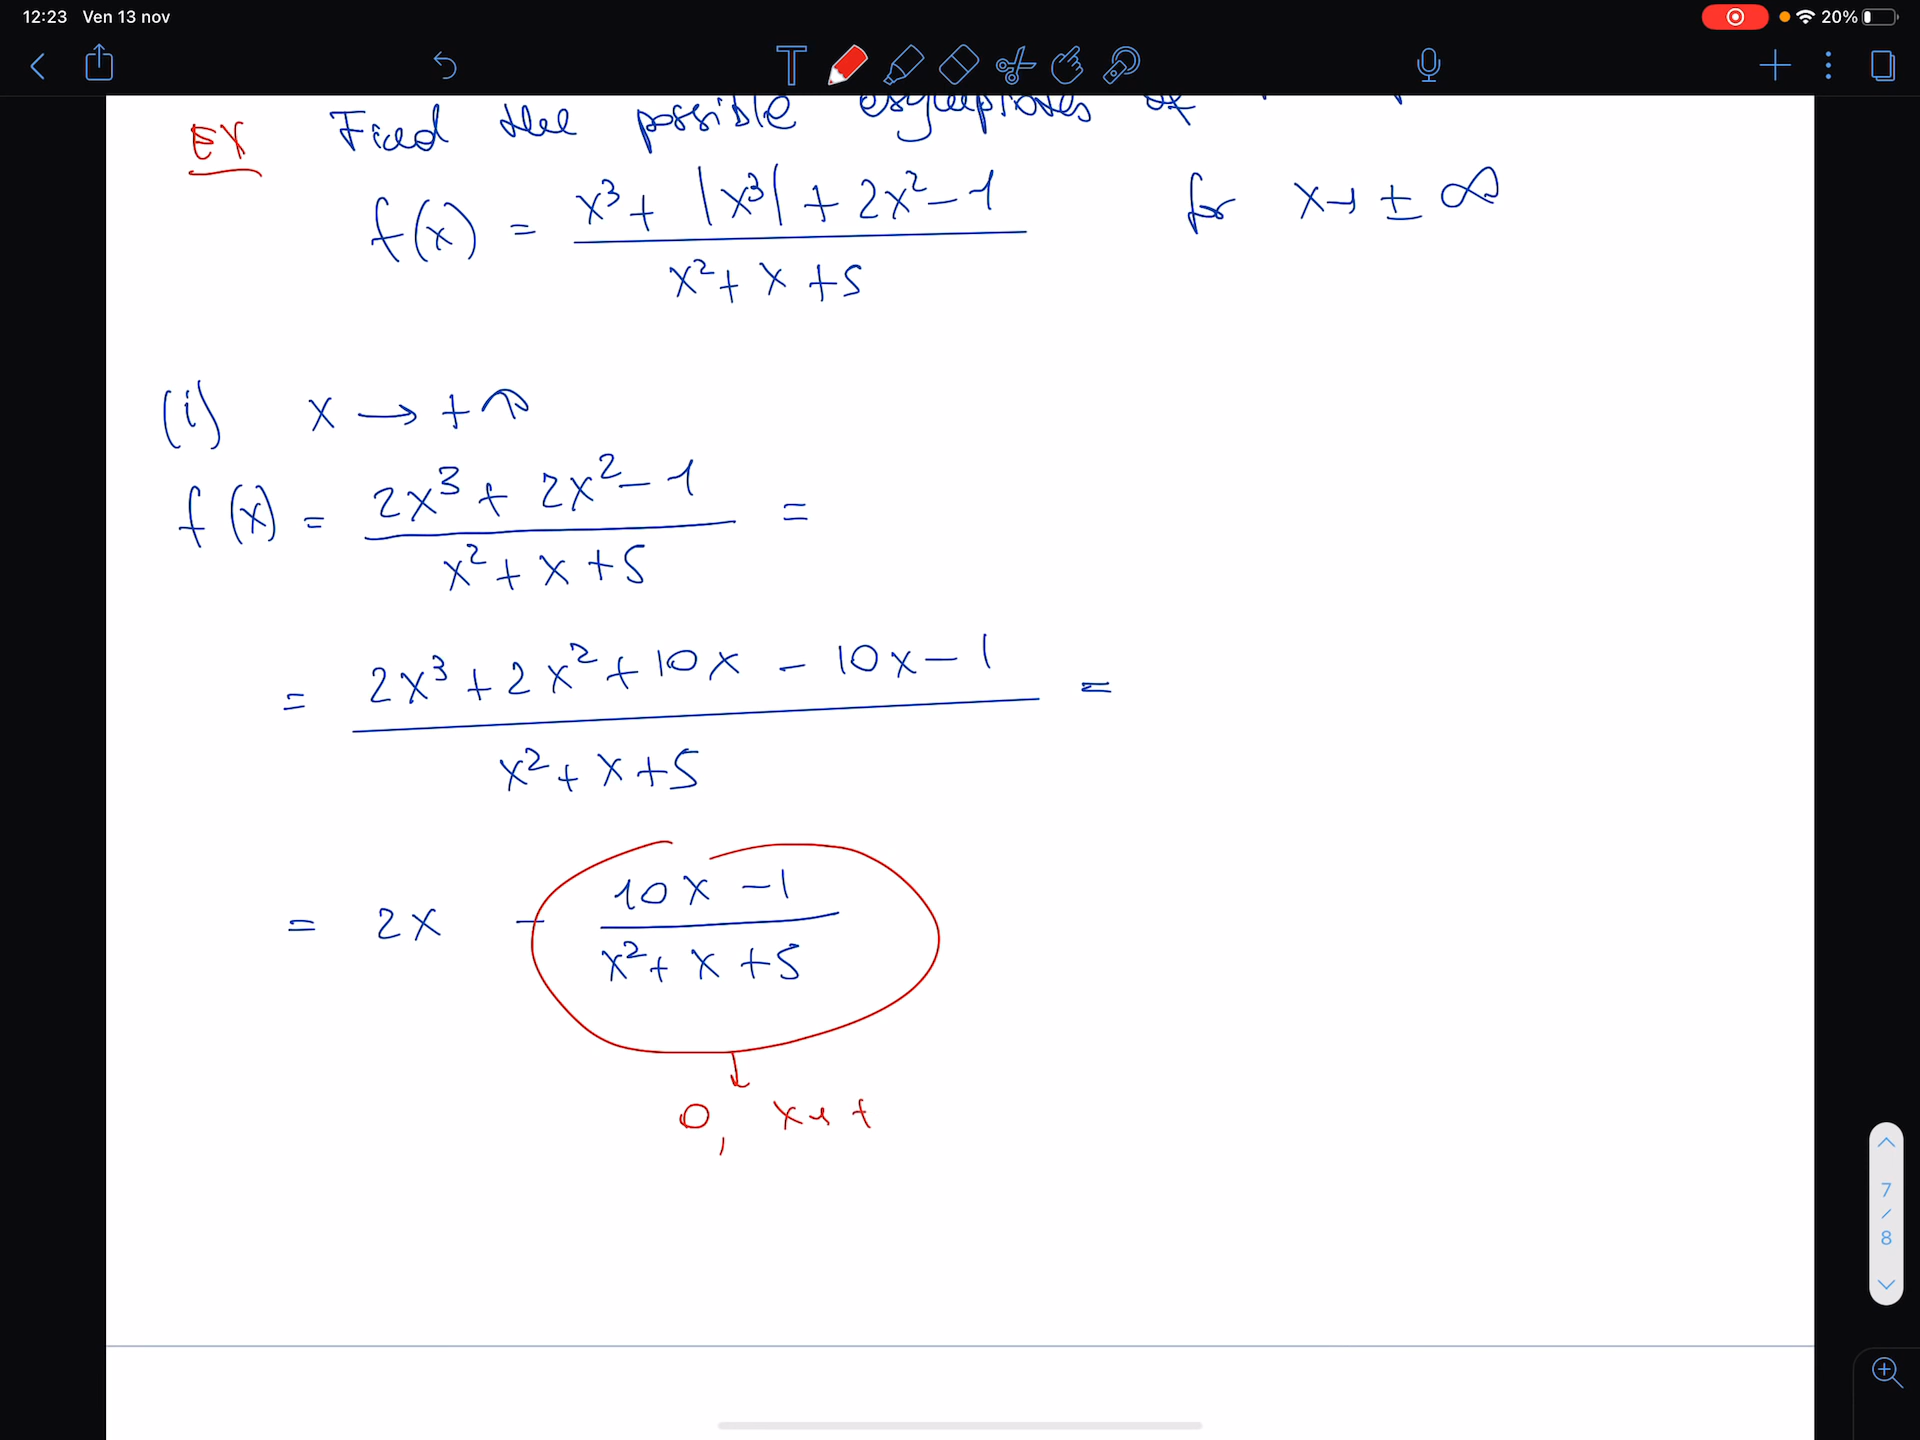 12:23 Ven 13 nov 20%
EX Find the possible asymptotes of
f(x) = (x³ + |x³| + 2x² - 1) / (x² + x + 5) for x → ± ∞
(i) x → + ∞
f(x) = (2x³ + 2x² - 1) / (x² + x + 5) =
= (2x³ + 2x² + 10x - 10x - 1) / (x² + x + 5) =
= 2x - (10x - 1) / (x² + x + 5)
0, x → +
7
/
8